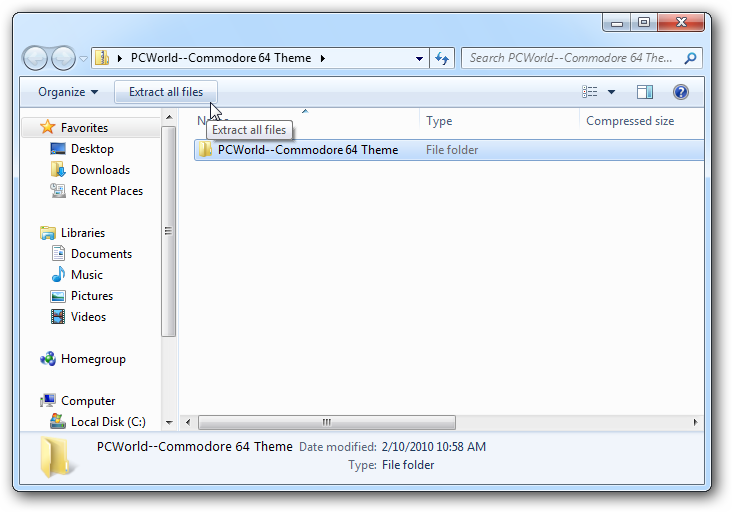 PCWorld--Commodore 64 Theme
Search PCWorld--Commodore 64 The...
Organize Extract all files
Type Compressed size
Extract all files
PCWorld--Commodore 64 Theme File folder
Favorites
Desktop
Downloads
Recent Places
Libraries
Documents
Music
Pictures
Videos
Homegroup
Computer
Local Disk (C:)
PCWorld--Commodore 64 Theme Date modified: 2/10/2010 10:58 AM
Type: File folder